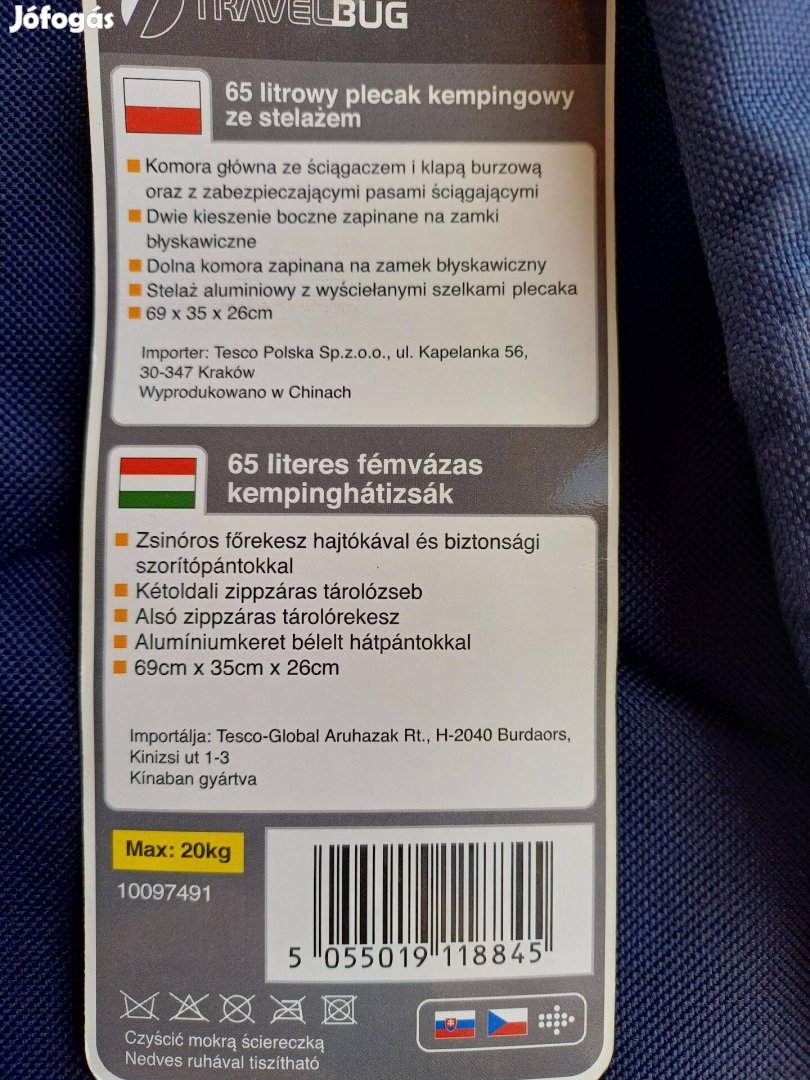 Jófogás
TRAVELBUG
65 litrowy plecak kempingowy
ze stelażem
Komora główna ze ściągaczem i klapą burzową
oraz z zabezpieczającymi pasami ściągającymi
Dwie kieszenie boczne zapinane na zamki
błyskawiczne
Dolna komora zapinana na zamek błyskawiczny
Stelaż aluminiowy z wyściełanymi szelkami plecaka
69 x 35 x 26cm
Importer: Tesco Polska Sp.z.o.o., ul. Kapelanka 56,
30-347 Kraków
Wyprodukowano w Chinach
65 literes fémvázas
kempinghátizsák
Zsinóros főrekesz hajtókával és biztonsági
szorítópántokkal
Kétoldali zippzáras tárolózseb
Alsó zippzáras tárolórekesz
Alumíniumkeret bélelt hátpántokkal
69cm x 35cm x 26cm
Importálja: Tesco-Global Aruhazak Rt., H-2040 Burdaors,
Kinizsi ut 1-3
Kínaban gyártva
Max: 20kg
10097491
5 055019 118845
Czyścić mokrą ściereczką
Nedves ruhával tiszítható